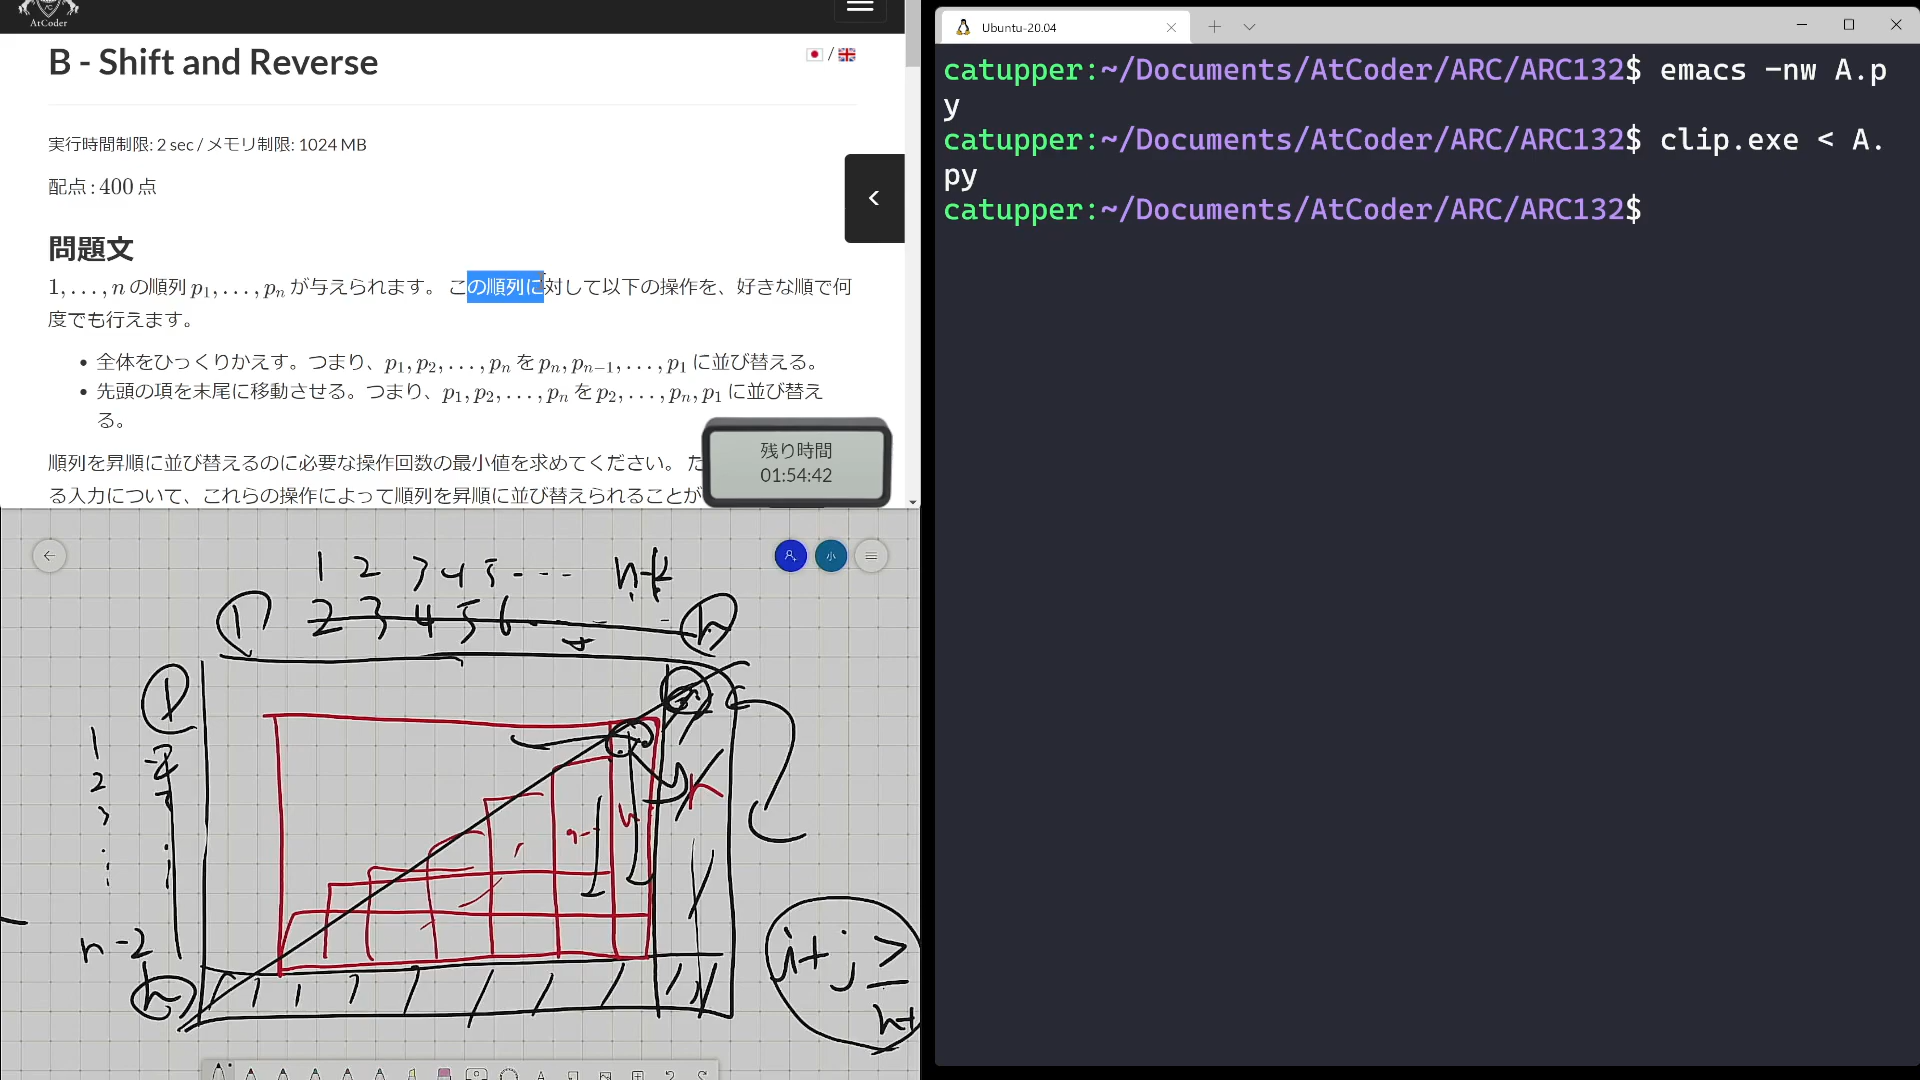 AtCoder
B - Shift and Reverse
/
実行時間制限: 2 sec / メモリ制限: 1024 MB
配点 : 400 点
問題文
1, . . . , n の順列 p1, . . . , pn が与えられます。 この順列に対して以下の操作を、好きな順で何
度でも行えます。
全体をひっくりかえす。つまり、p1, p2, . . . , pn を pn, pn−1, . . . , p1 に並び替える。
先頭の項を末尾に移動させる。つまり、p1, p2, . . . , pn を p2, . . . , pn, p1 に並び替え
る。
順列を昇順に並び替えるのに必要な操作回数の最小値を求めてください。 た
る入力について、これらの操作によって順列を昇順に並び替えられることが
残り時間
01:54:42
小
1 2 3 4 5 - - -
2 3 4 5 6
1
2
3
n-2
i+j ≥
Ubuntu-20.04
catupper:~/Documents/AtCoder/ARC/ARC132$ emacs -nw A.p
y
catupper:~/Documents/AtCoder/ARC/ARC132$ clip.exe < A.
py
catupper:~/Documents/AtCoder/ARC/ARC132$